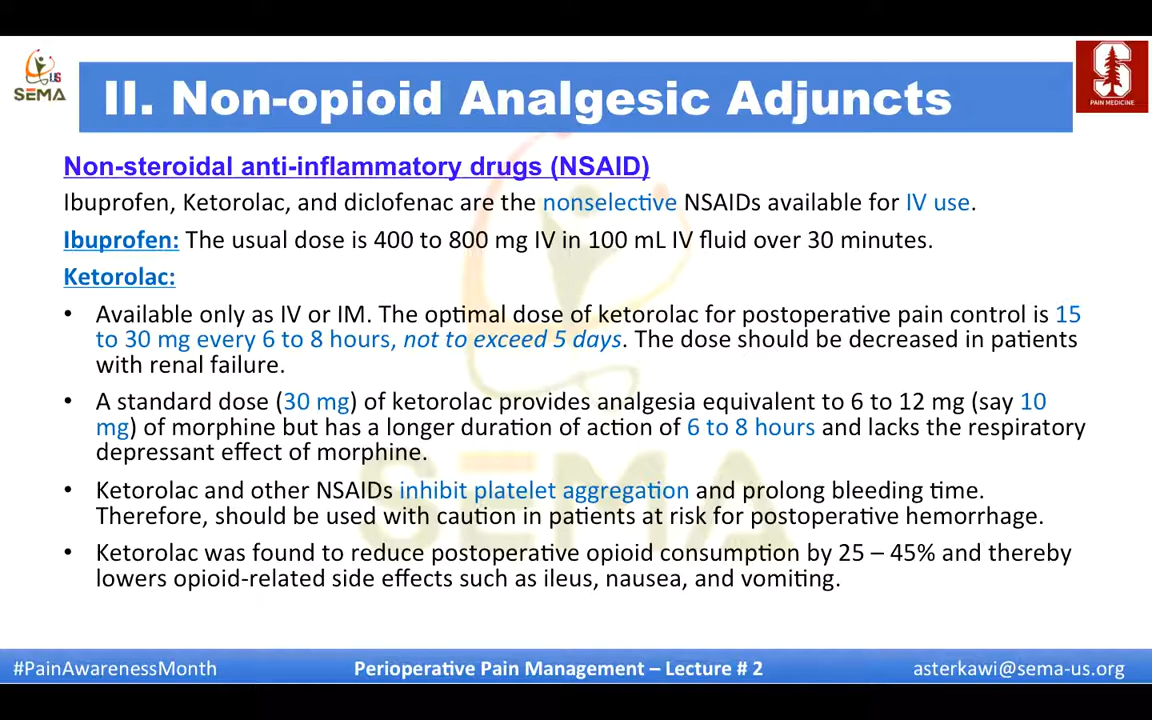 US
SEMA
II. Non-opioid Analgesic Adjuncts
S
PAIN MEDICINE
Non-steroidal anti-inflammatory drugs (NSAID)
Ibuprofen, Ketorolac, and diclofenac are the nonselective NSAIDs available for IV use.
Ibuprofen: The usual dose is 400 to 800 mg IV in 100 mL IV fluid over 30 minutes.
Ketorolac:
• Available only as IV or IM. The optimal dose of ketorolac for postoperative pain control is 15
to 30 mg every 6 to 8 hours, not to exceed 5 days. The dose should be decreased in patients
with renal failure.
• A standard dose (30 mg) of ketorolac provides analgesia equivalent to 6 to 12 mg (say 10
mg) of morphine but has a longer duration of action of 6 to 8 hours and lacks the respiratory
depressant effect of morphine.
• Ketorolac and other NSAIDs inhibit platelet aggregation and prolong bleeding time.
Therefore, should be used with caution in patients at risk for postoperative hemorrhage.
• Ketorolac was found to reduce postoperative opioid consumption by 25 – 45% and thereby
lowers opioid-related side effects such as ileus, nausea, and vomiting.
SEMA
#PainAwarenessMonth
Perioperative Pain Management – Lecture # 2
asterkawi@sema-us.org